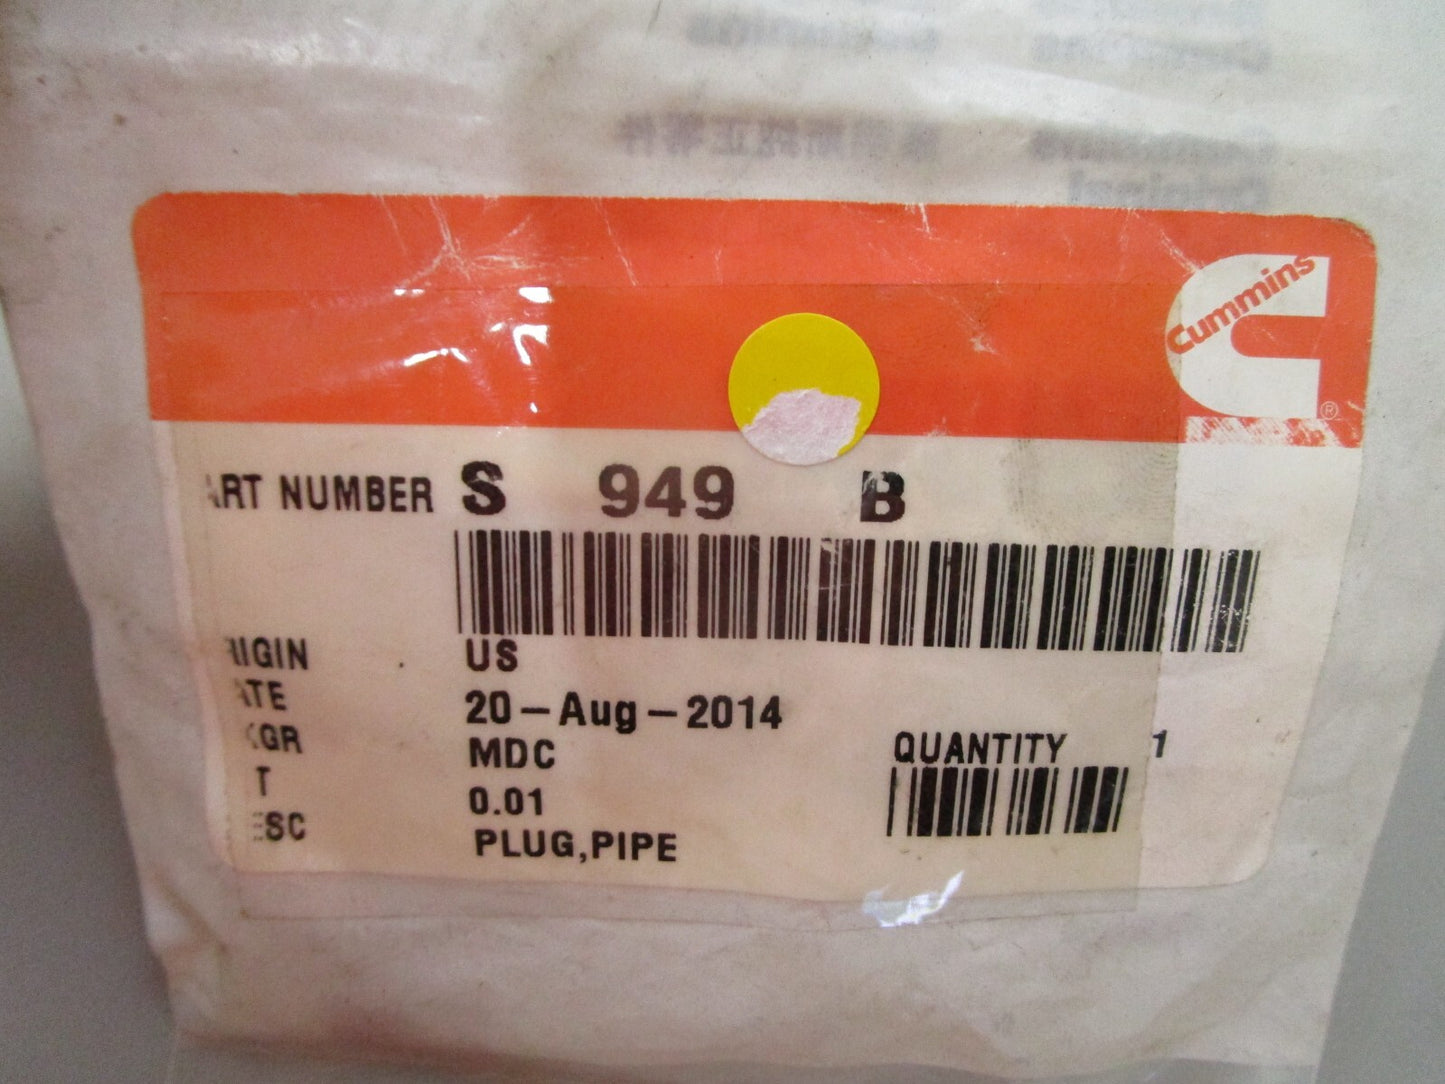 Cummins
®
ART NUMBER S 949 B
RIGIN US
ATE 20-Aug-2014
KGR MDC
QUANTITY 1
T 0.01
ESC PLUG,PIPE